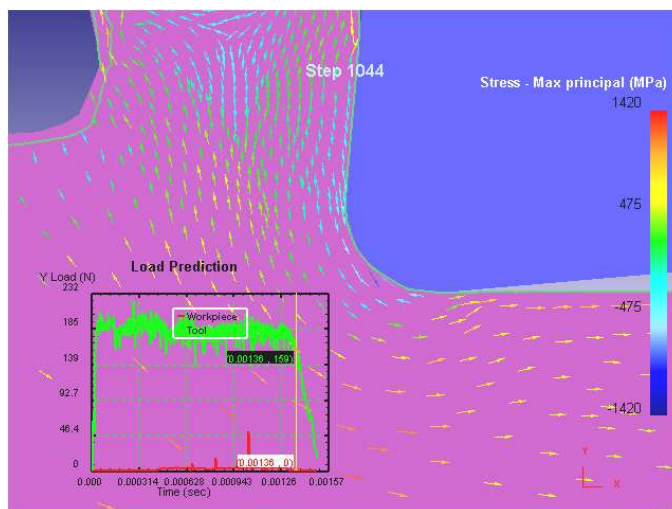 Step 1044
Stress - Max principal (MPa)
1420
475
-475
-1420
Load Prediction
Y Load (N)
232
185
139
92.7
46.4
0
Workpiece
Tool
(0.00136 , 159)
(0.00136 , 0)
0.000 0.000314 0.000628 0.000943 0.00126 0.00157
Time (sec)
Y
X